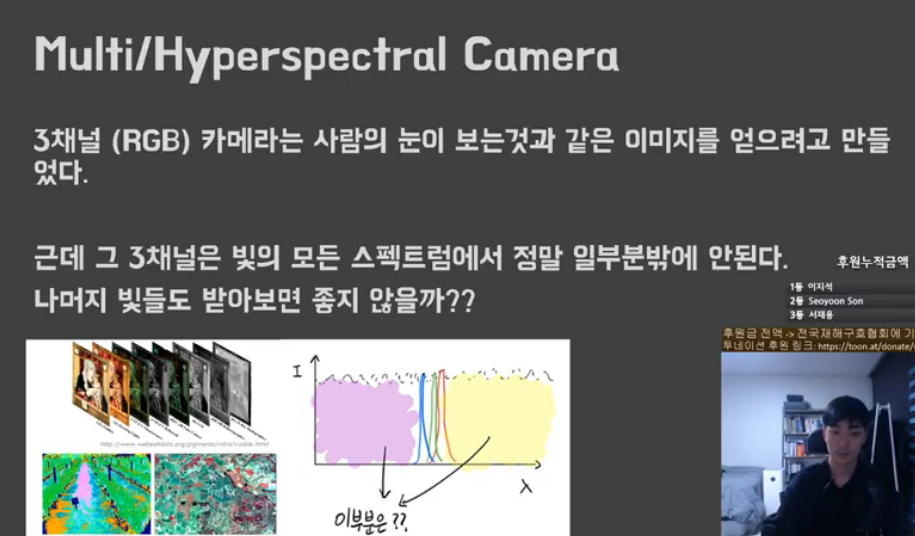 Multi/Hyperspectral Camera
3채널 (RGB) 카메라는 사람의 눈이 보는것과 같은 이미지를 얻으려고 만들
었다.
근데 그 3채널은 빛의 모든 스펙트럼에서 정말 일부분밖에 안된다.
나머지 빛들도 받아보면 좋지 않을까??
후원누적금액
1등 이지석
2등 Seoyoon Son
3등 서재용
후원금 전액 -> 전국재해구호협회에 기
투네이션 후원 링크: https://toon.at/donate/
http://www.webexhibits.org/pigments/intro/visible.html
I
λ
이부분은??